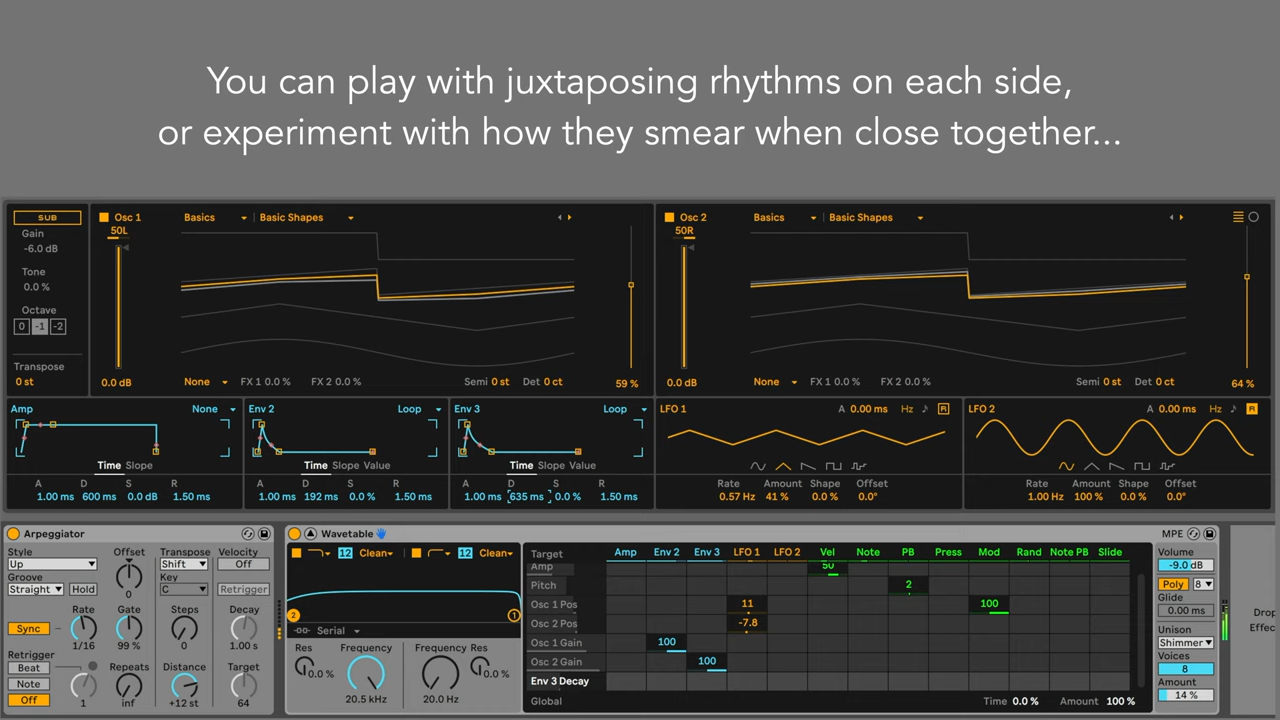 You can play with juxtaposing rhythms on each side,
or experiment with how they smear when close together...
SUB
Gain
-6.0 dB
Tone
0.0 %
Octave
0 -1 -2
Transpose
0 st
Osc 1 Basics Basic Shapes
50L
0.0 dB None FX 1 0.0 % FX 2 0.0 % Semi 0 st Det 0 ct 59 %
Osc 2 Basics Basic Shapes
50R
0.0 dB None FX 1 0.0 % FX 2 0.0 % Semi 0 st Det 0 ct 64 %
Amp None
Time Slope
A D S R
1.00 ms 600 ms 0.0 dB 1.50 ms
Env 2 Loop
Time Slope Value
A D S R
1.00 ms 192 ms 0.0 % 1.50 ms
Env 3 Loop
Time Slope Value
A D S R
1.00 ms 635 ms 0.0 % 1.50 ms
LFO 1 A 0.00 ms Hz R
Rate Amount Shape Offset
0.57 Hz 41 % 0.0 % 0.0°
LFO 2 A 0.00 ms Hz R
Rate Amount Shape Offset
1.00 Hz 100 % 0.0 % 0.0°
Arpeggiator
Style
Up
Groove
Straight Hold
Offset
0
Transpose
Shift
Key
C
Velocity
Off
Retrigger
Sync
Rate
1/16
Gate
99 %
Steps
0
Decay
1.00 s
Retrigger
Beat
Note
Off
1
Repeats
inf
Distance
+12 st
Target
64
Wavetable
12 Clean 12 Clean
2 1
Serial
Res
0.0 %
Frequency
20.5 kHz
Frequency
20.0 Hz
Res
0.0 %
Target Amp Env 2 Env 3 LFO 1 LFO 2 Vel Note PB Press Mod Rand Note PB Slide
Amp 50
Pitch 2
Osc 1 Pos 11 100
Osc 2 Pos -7.8
Osc 1 Gain 100
Osc 2 Gain 100
Env 3 Decay
Global Time 0.0 % Amount 100 %
MPE
Volume
-9.0 dB
Poly 8
Glide
0.00 ms
Unison
Shimmer
Voices
8
Amount
14 %
Drop
Effec